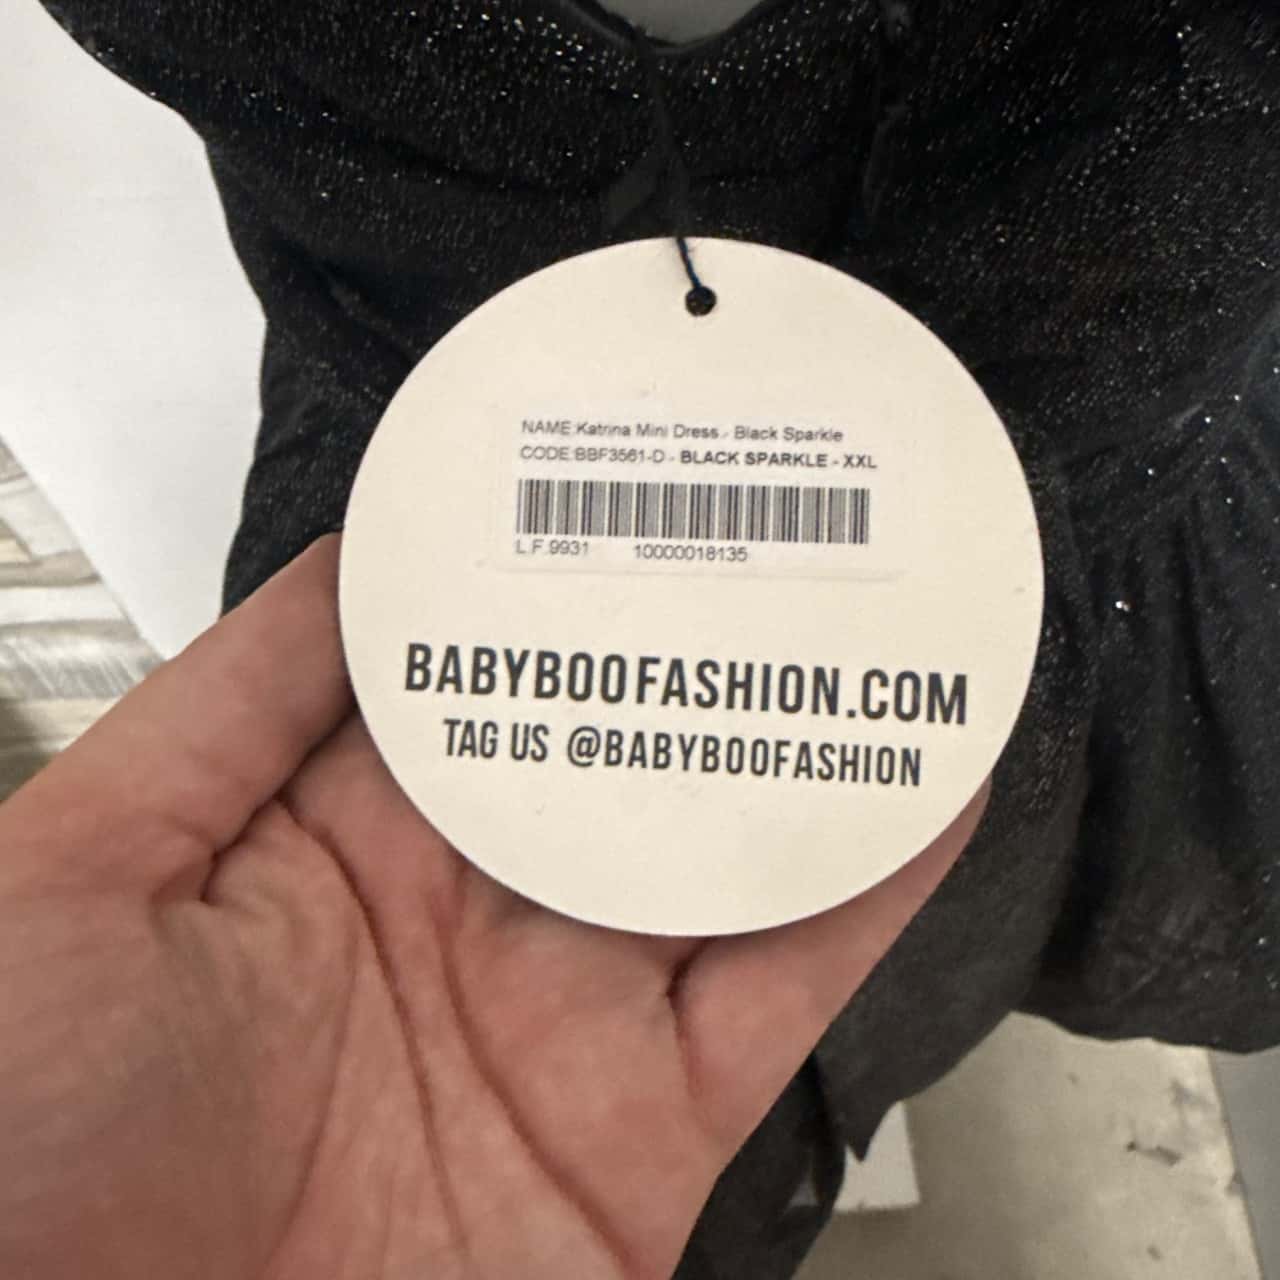 NAME:Katrina Mini Dress - Black Sparkle
CODE:BBF3561-D - BLACK SPARKLE - XXL
L.F.9931 10000018135
BABYBOOFASHION.COM
TAG US @BABYBOOFASHION